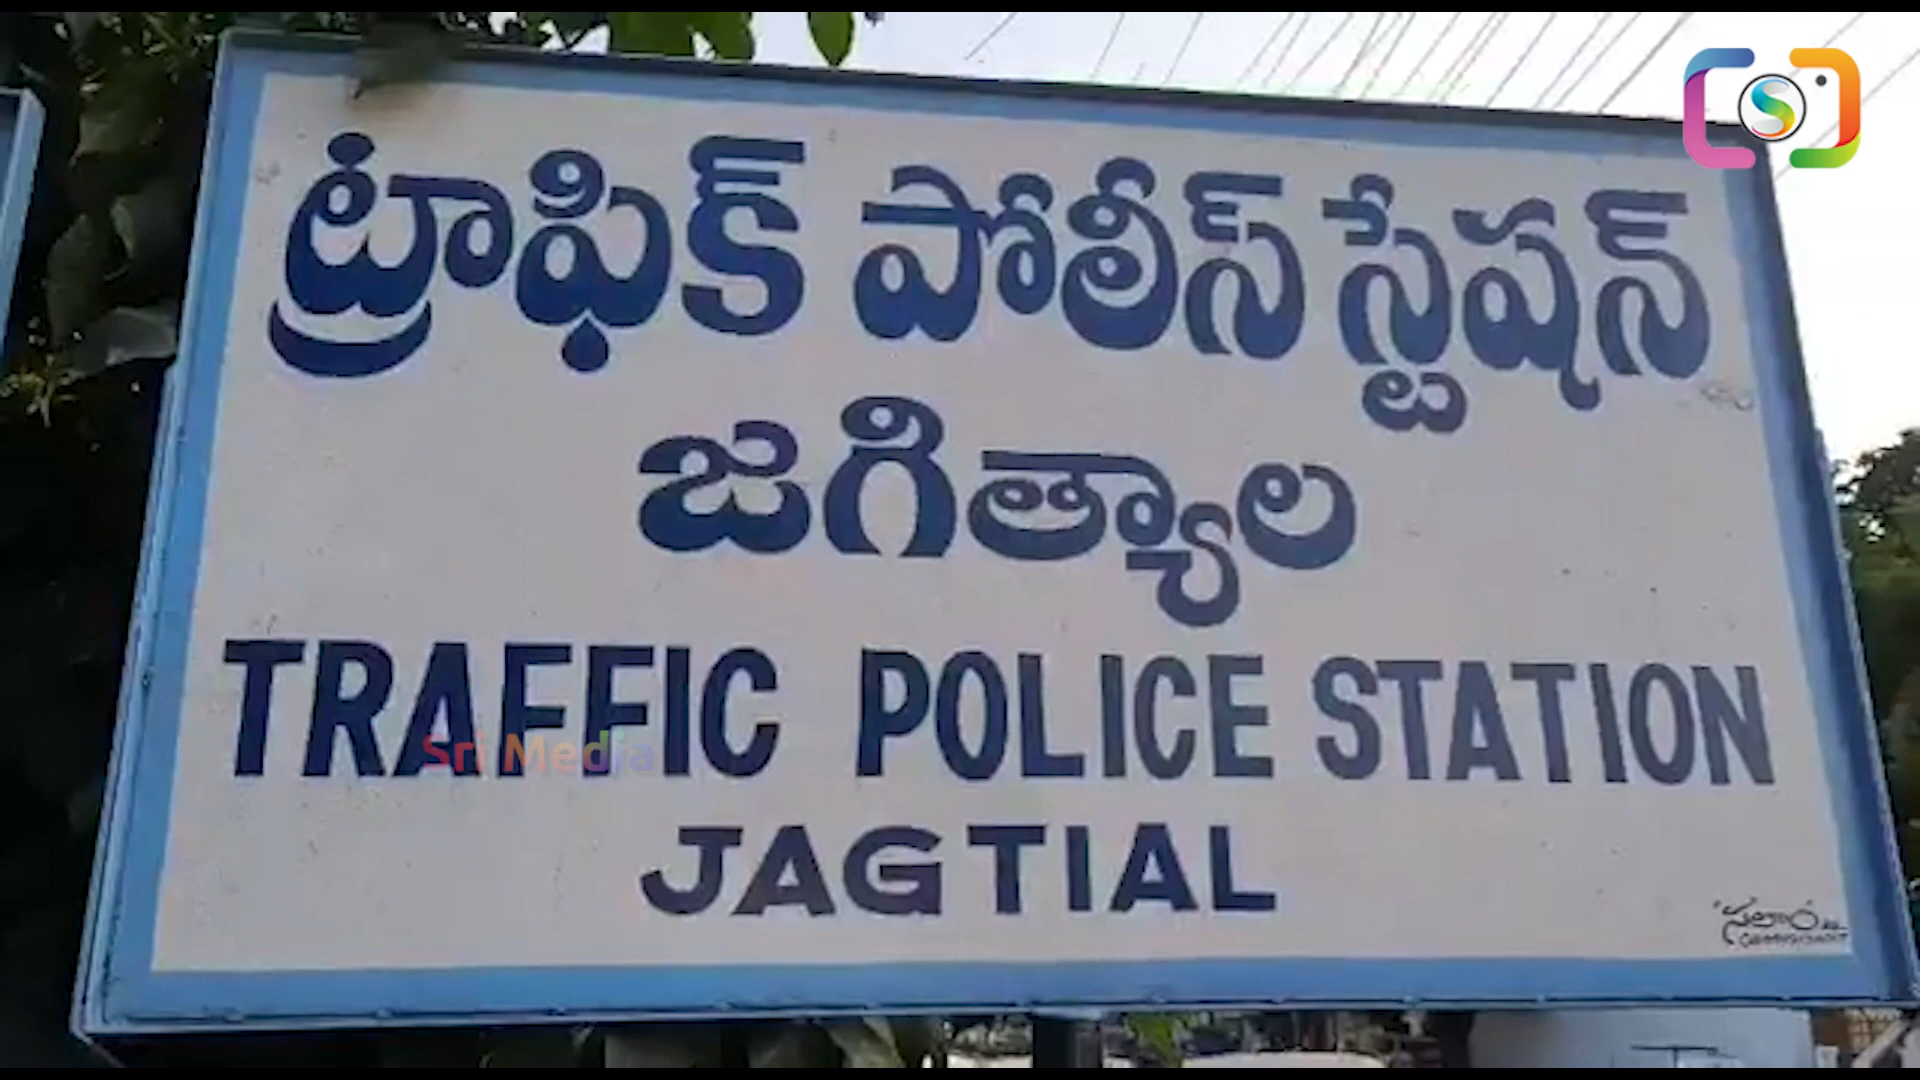 ట్రాఫిక్ పోలీస్ స్టేషన్
జగిత్యాల
TRAFFIC POLICE STATION
Sri Media
JAGTIAL